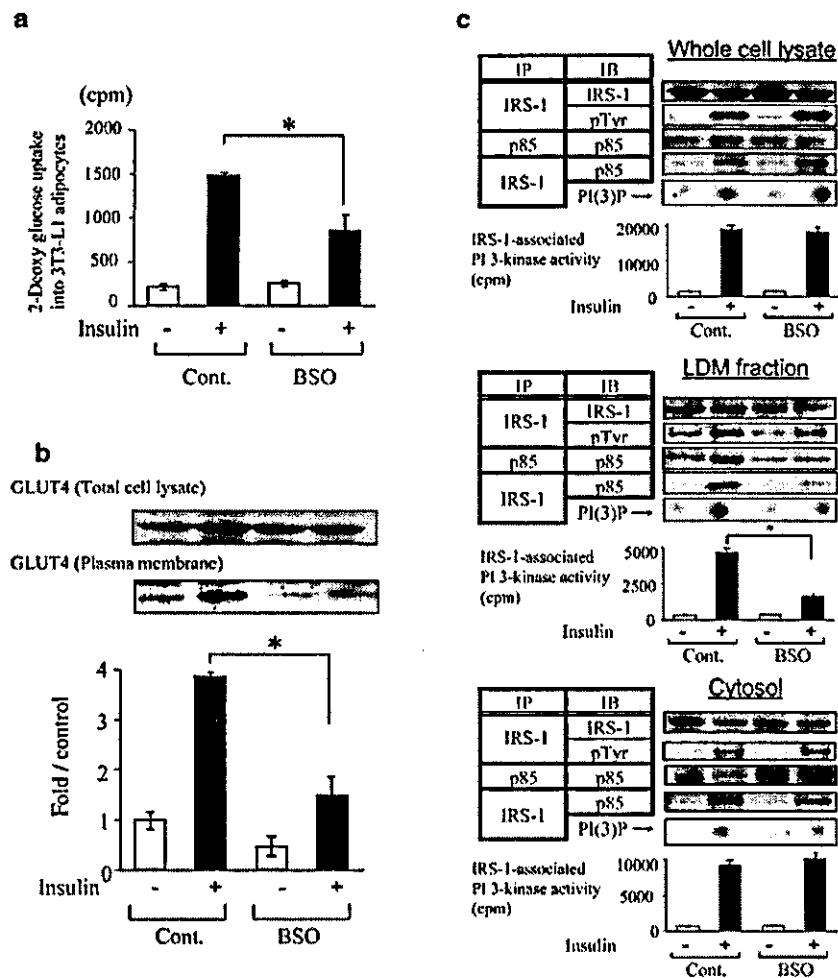 a
(cpm)
2-Deoxy glucose uptake
into 3T3-L1 adipocytes
2000
1500
1000
500
0
*
Insulin - + - +
Cont. BSO
b
GLUT4 (Total cell lysate)
GLUT4 (Plasma membrane)
Fold / control
4
3
2
1
0
*
Insulin - + - +
Cont. BSO
c
Whole cell lysate
IP IB
IRS-1 IRS-1
pTyr
p85 p85
IRS-1 p85
PI(3)P →
IRS-1-associated
PI 3-kinase activity
(cpm)
20000
10000
0
Insulin - + - +
Cont. BSO
LDM fraction
IP IB
IRS-1 IRS-1
pTyr
p85 p85
IRS-1 p85
PI(3)P →
IRS-1-associated
PI 3-kinase activity
(cpm)
5000
2500
0
*
Insulin - + - +
Cont. BSO
Cytosol
IP IB
IRS-1 IRS-1
pTyr
p85 p85
IRS-1 p85
PI(3)P →
IRS-1-associated
PI 3-kinase activity
(cpm)
10000
5000
0
Insulin - + - +
Cont. BSO